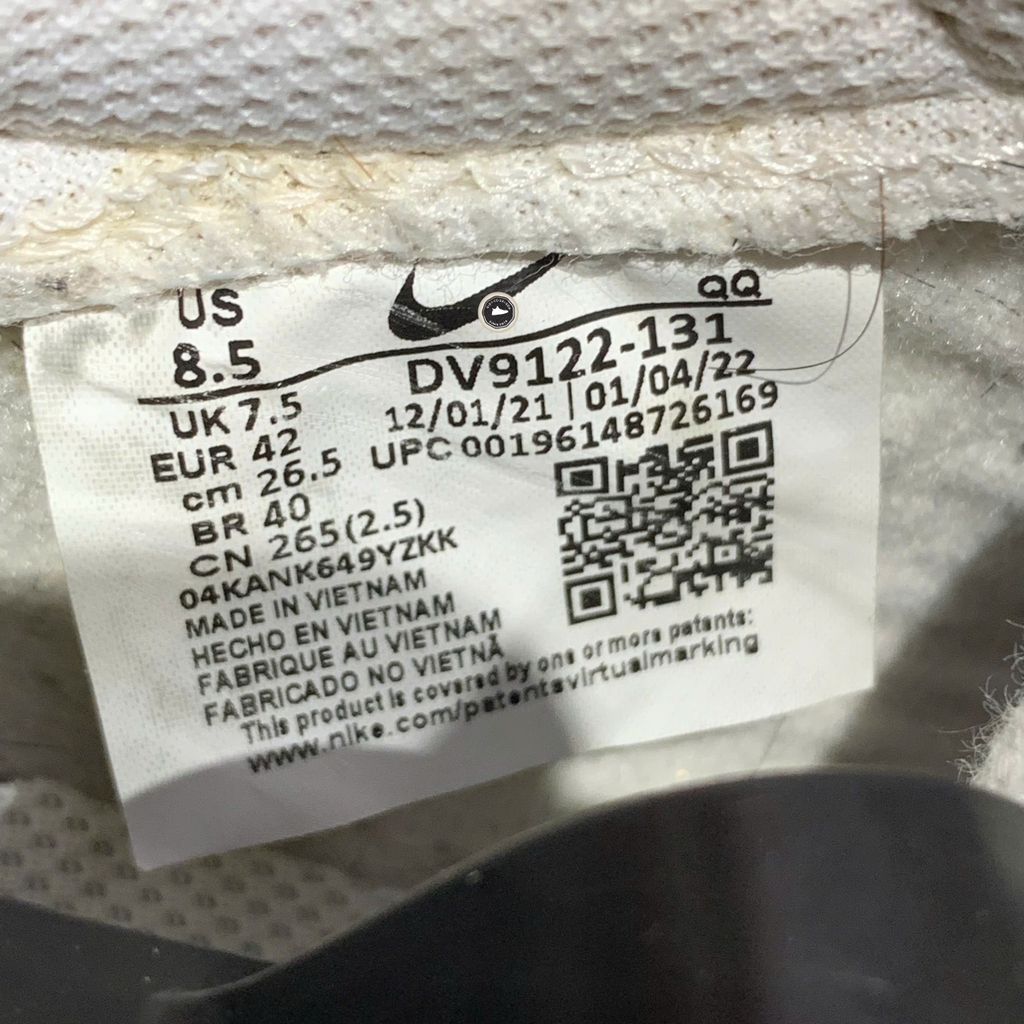 US
8.5
UK 7.5
EUR 42
cm 26.5
BR 40
CN 265(2.5)
QQ
DV9122-131
12/01/21 | 01/04/22
UPC 00196148726169
04KANK649YZKK
MADE IN VIETNAM
HECHO EN VIETNAM
FABRIQUE AU VIETNAM
FABRICADO NO VIETNÃ
This product is covered by one or more patents:
www.nike.com/patentsvirtualmarking